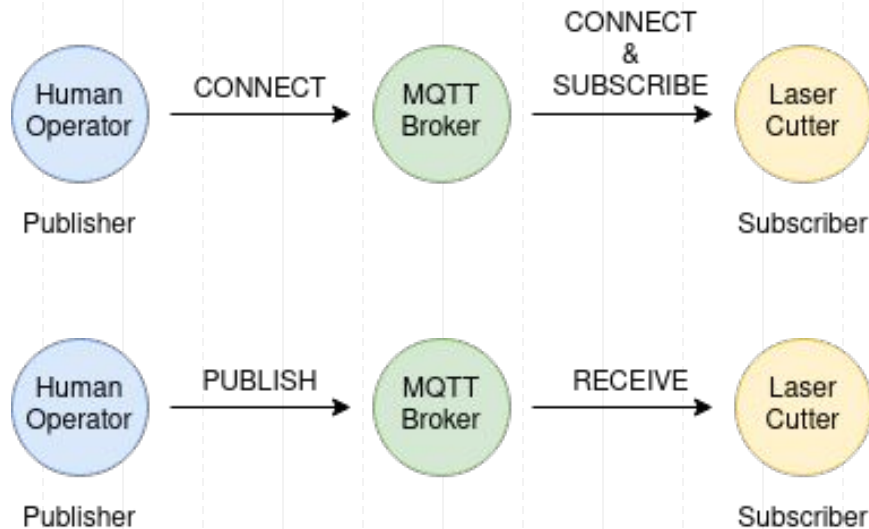 CONNECT
&
SUBSCRIBE
Human
Operator
CONNECT
MQTT
Broker
Laser
Cutter
Publisher
Subscriber
Human
Operator
PUBLISH
MQTT
Broker
RECEIVE
Laser
Cutter
Publisher
Subscriber